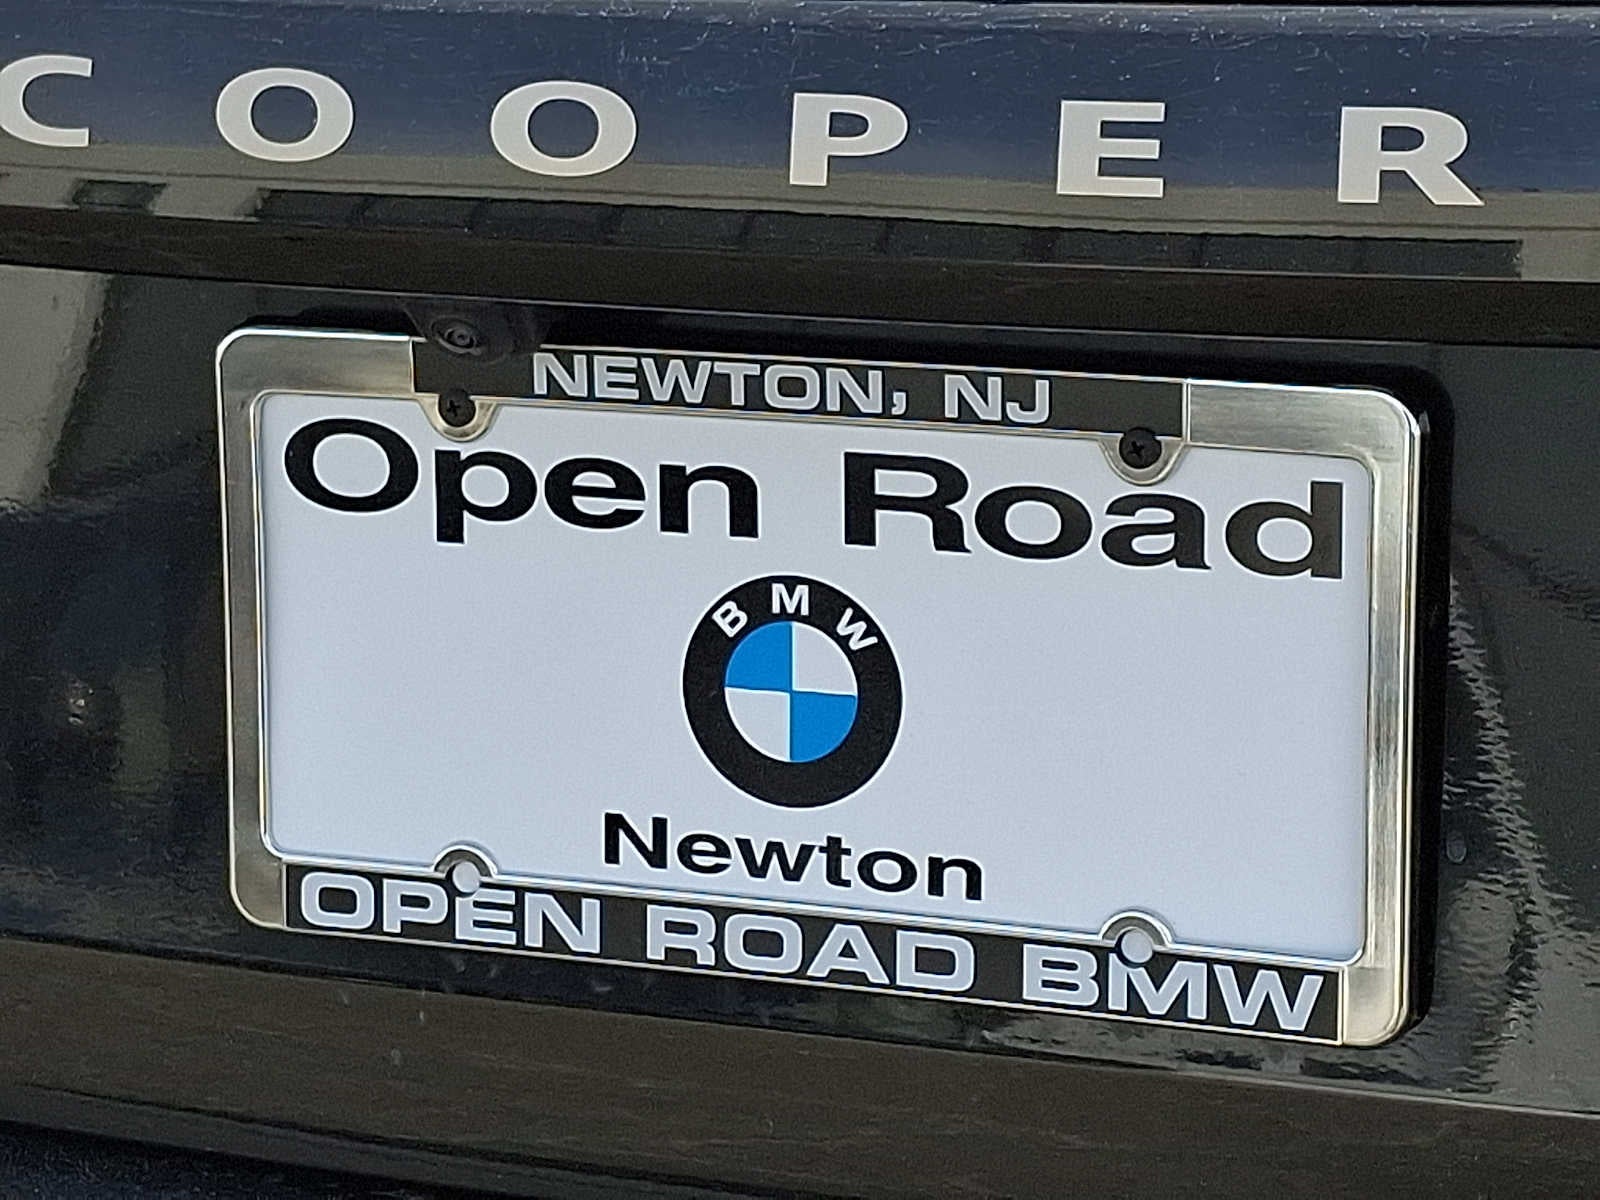 COOPER
NEWTON, NJ
Open Road
BMW
Newton
OPEN ROAD BMW